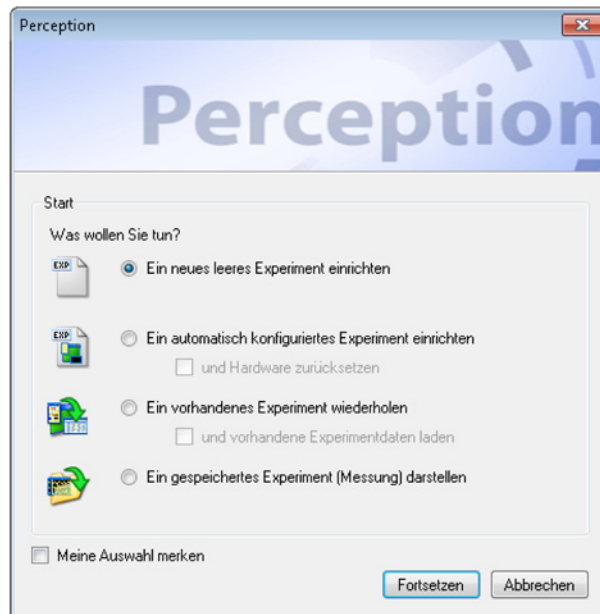 Perception
Perception
Start
Was wollen Sie tun?
EXP
Ein neues leeres Experiment einrichten
EXP
Ein automatisch konfiguriertes Experiment einrichten
und Hardware zurücksetzen
Ein vorhandenes Experiment wiederholen
und vorhandene Experimentdaten laden
Ein gespeichertes Experiment (Messung) darstellen
Meine Auswahl merken
Fortsetzen
Abbrechen